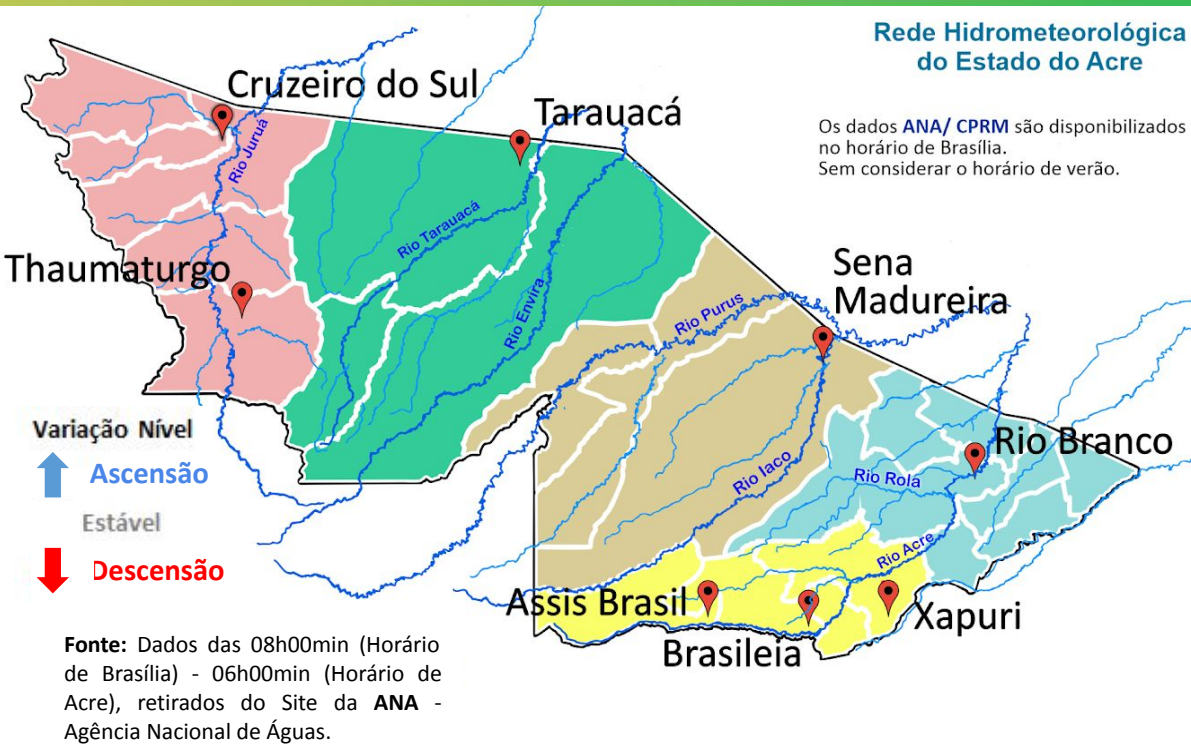 Rede Hidrometeorológica
do Estado do Acre
Os dados ANA/ CPRM são disponibilizados
no horário de Brasília.
Sem considerar o horário de verão.
Cruzeiro do Sul
Tarauacá
Rio Juruá
Rio Tarauacá
Thaumaturgo
Rio Envira
Sena
Madureira
Rio Purus
Variação Nível
Ascensão
Estável
Descensão
Rio Branco
Rio Iaco
Rio Rolá
Rio Acre
Assis Brasil
Xapuri
Brasileia
Fonte: Dados das 08h00min (Horário
de Brasília) - 06h00min (Horário de
Acre), retirados do Site da ANA -
Agência Nacional de Águas.